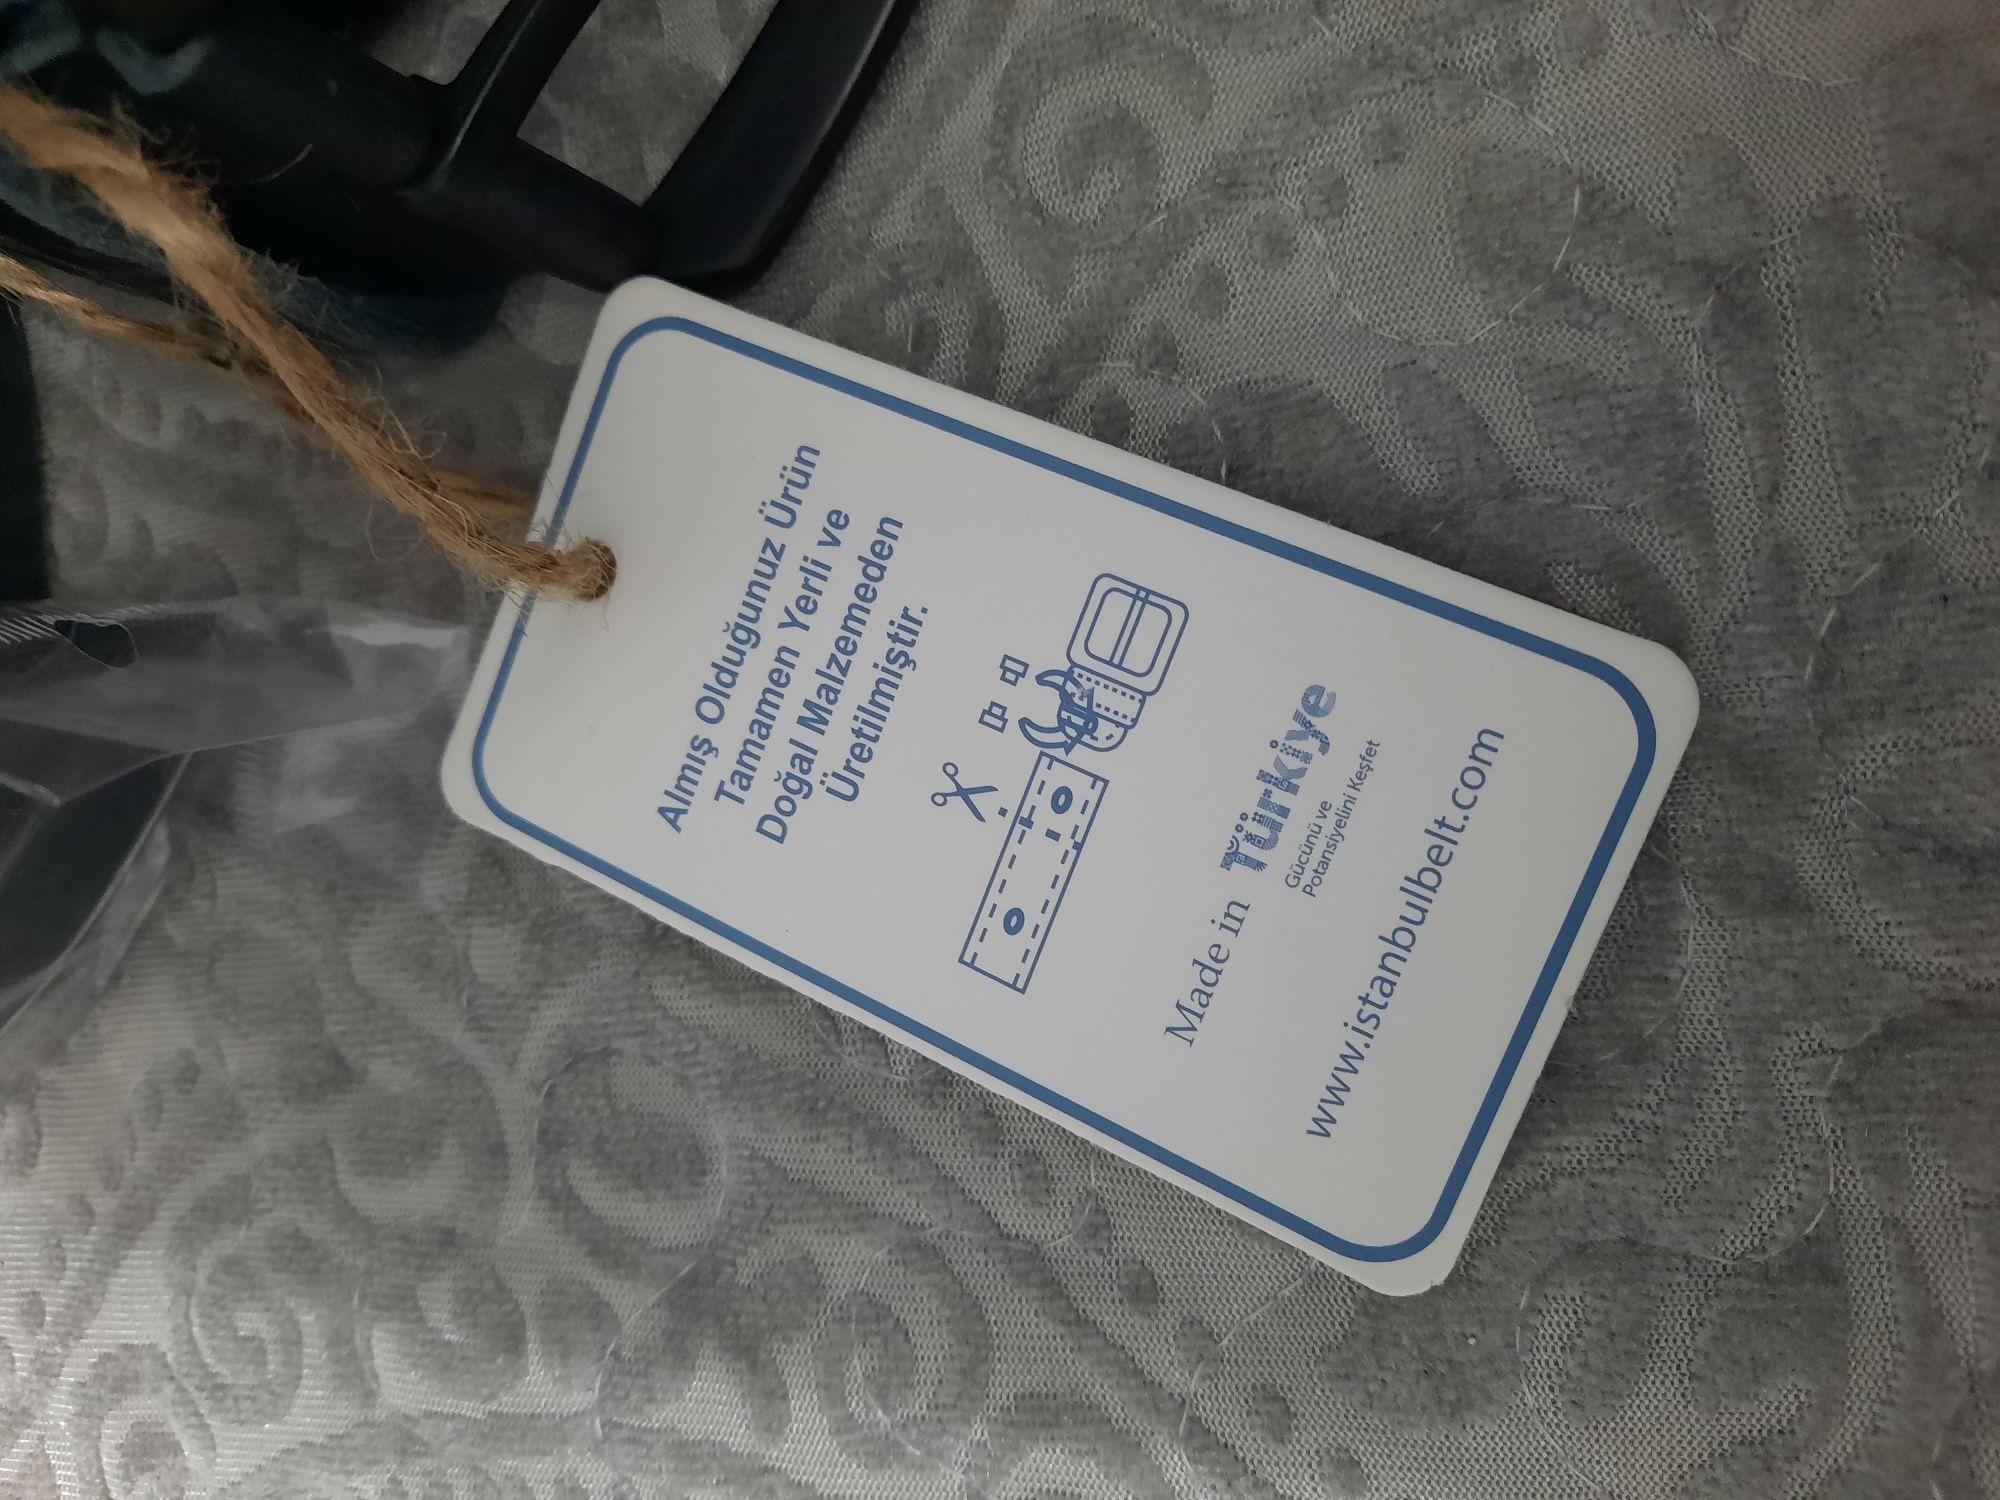 Almış Olduğunuz Ürün
Tamamen Yerli ve
Doğal Malzemeden
Üretilmiştir.
Made in Türkiye
Gücünü ve
Potansiyelini Keşfet
www.istanbulbelt.com